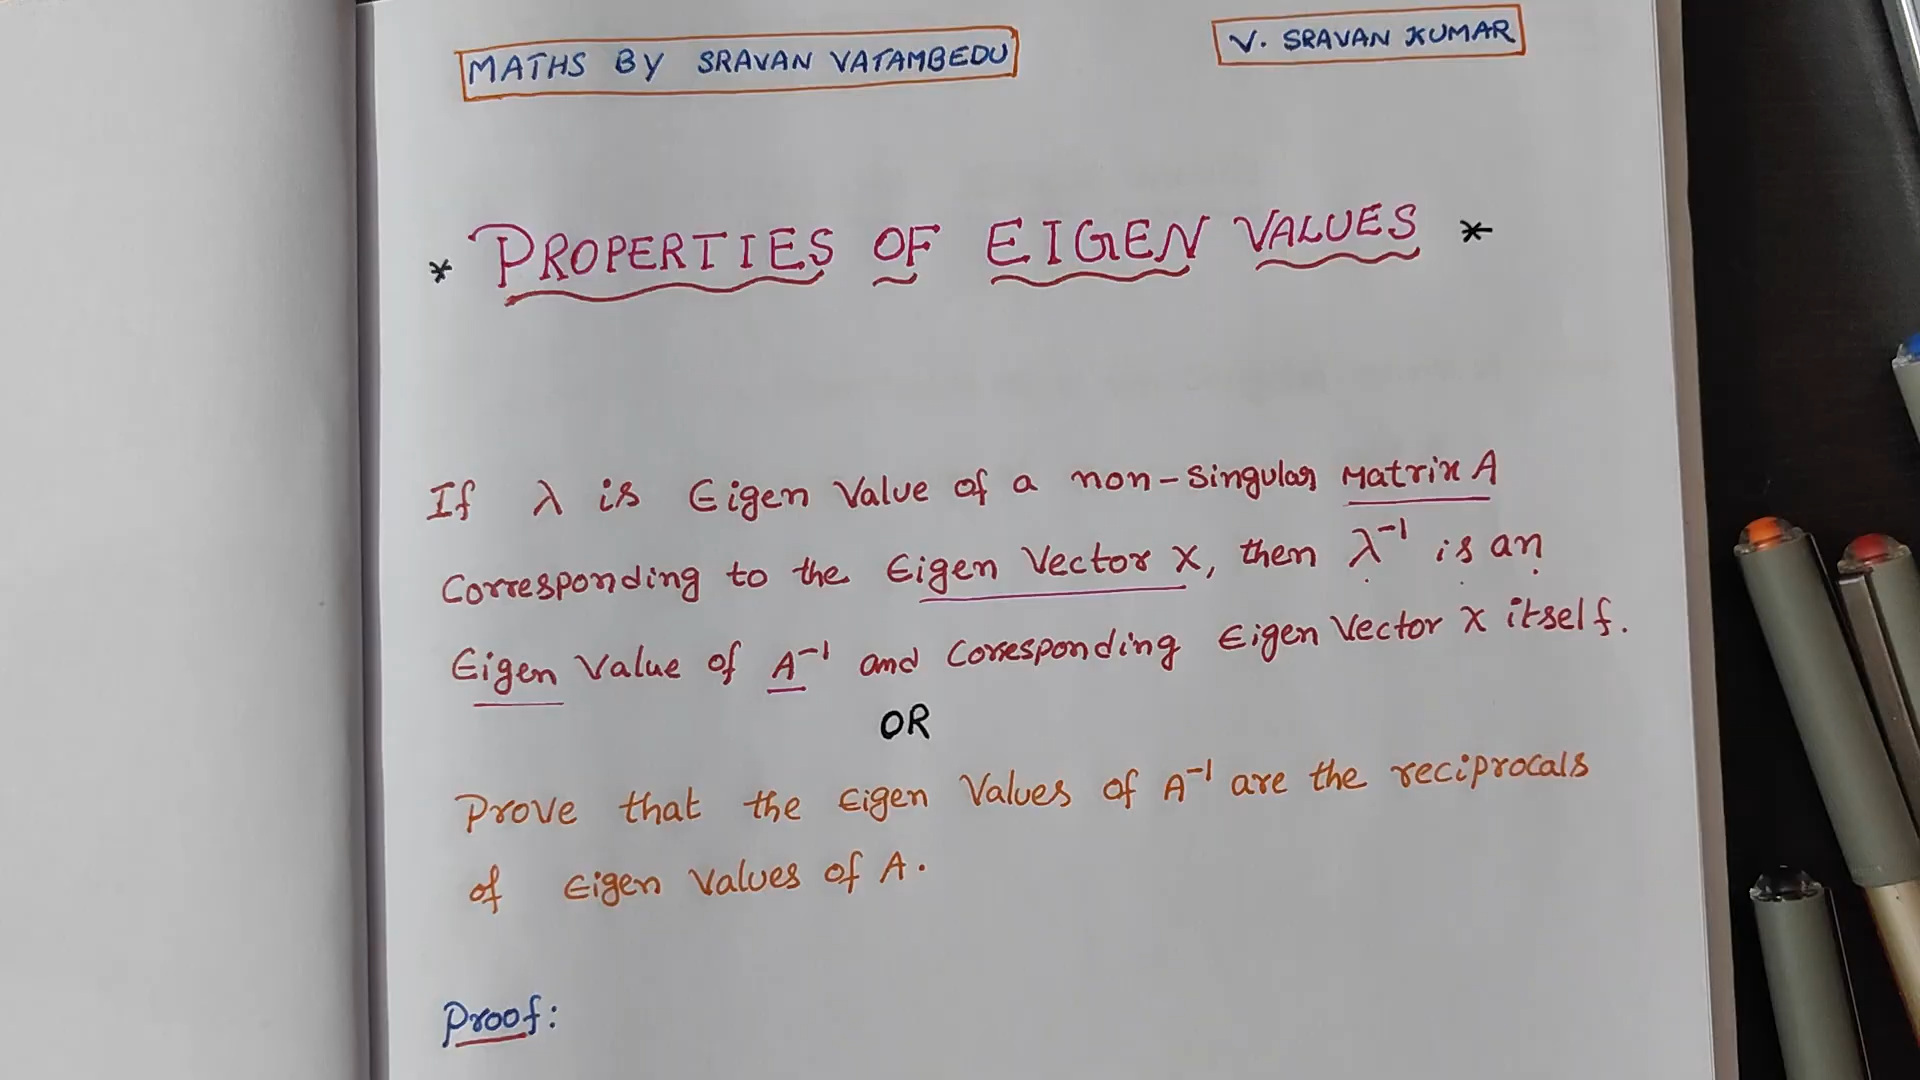 MATHS BY SRAVAN VATAMBEDU
V. SRAVAN KUMAR
* PROPERTIES OF EIGEN VALUES *
If λ is Eigen Value of a non-Singular Matrix A
Corresponding to the Eigen Vector X, then λ⁻¹ is an
Eigen Value of A⁻¹ and Corresponding Eigen Vector X itself.
OR
Prove that the Eigen Values of A⁻¹ are the reciprocals
of Eigen Values of A.
Proof: